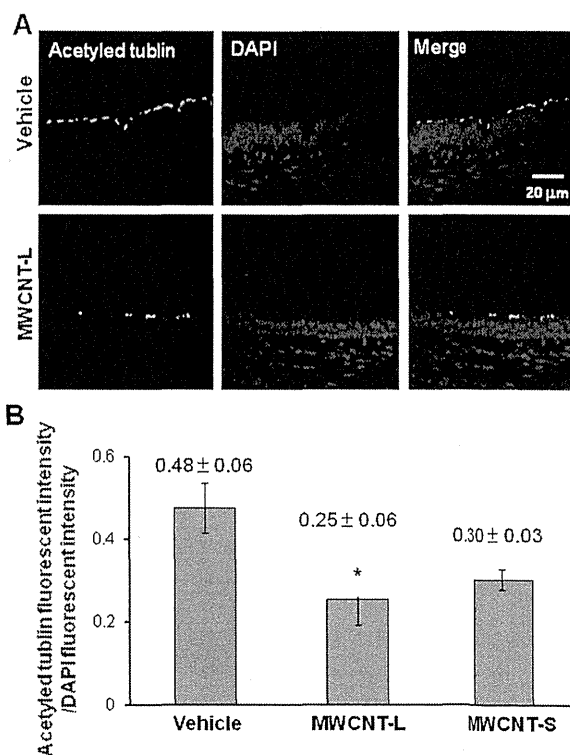 A
Acetyled tublin
DAPI
Merge
Vehicle
20 μm
MWCNT-L
B
Acetyled tublin fluorescent intensity
/DAPI fluorescent intensity
0.6
0.4
0.2
0
0.48 ± 0.06
0.25 ± 0.06
0.30 ± 0.03
*
Vehicle
MWCNT-L
MWCNT-S